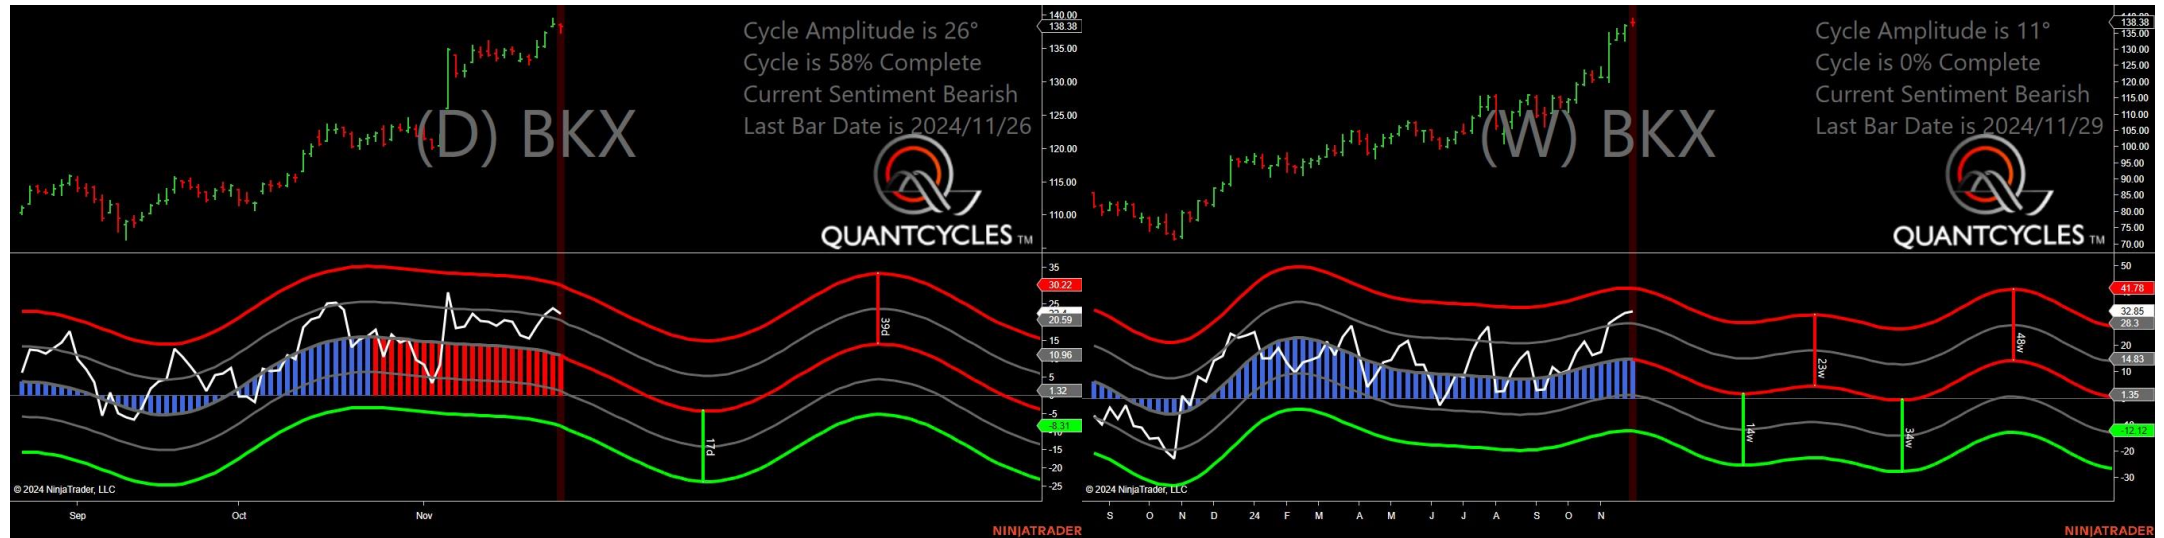 Cycle Amplitude is 26°
Cycle is 58% Complete
Current Sentiment Bearish
Last Bar Date is 2024/11/26
(D) BKX
QUANTCYCLES TM
140.00
138.38
135.00
130.00
125.00
120.00
115.00
110.00
35
30.22
25
20.59
15
10.96
5
1.32
-5
-8.31
-15
-20
-25
39d
17d
© 2024 NinjaTrader, LLC
Sep Oct Nov
NINJATRADER
Cycle Amplitude is 11°
Cycle is 0% Complete
Current Sentiment Bearish
Last Bar Date is 2024/11/29
(W) BKX
QUANTCYCLES TM
138.38
135.00
130.00
125.00
120.00
115.00
110.00
105.00
100.00
95.00
90.00
85.00
80.00
75.00
70.00
50
41.78
32.85
28.3
20
14.83
10
1.35
-12.12
-20
-30
23w
48w
14w
34w
© 2024 NinjaTrader, LLC
S O N D 24 F M A M J J A S O N
NINJATRADER